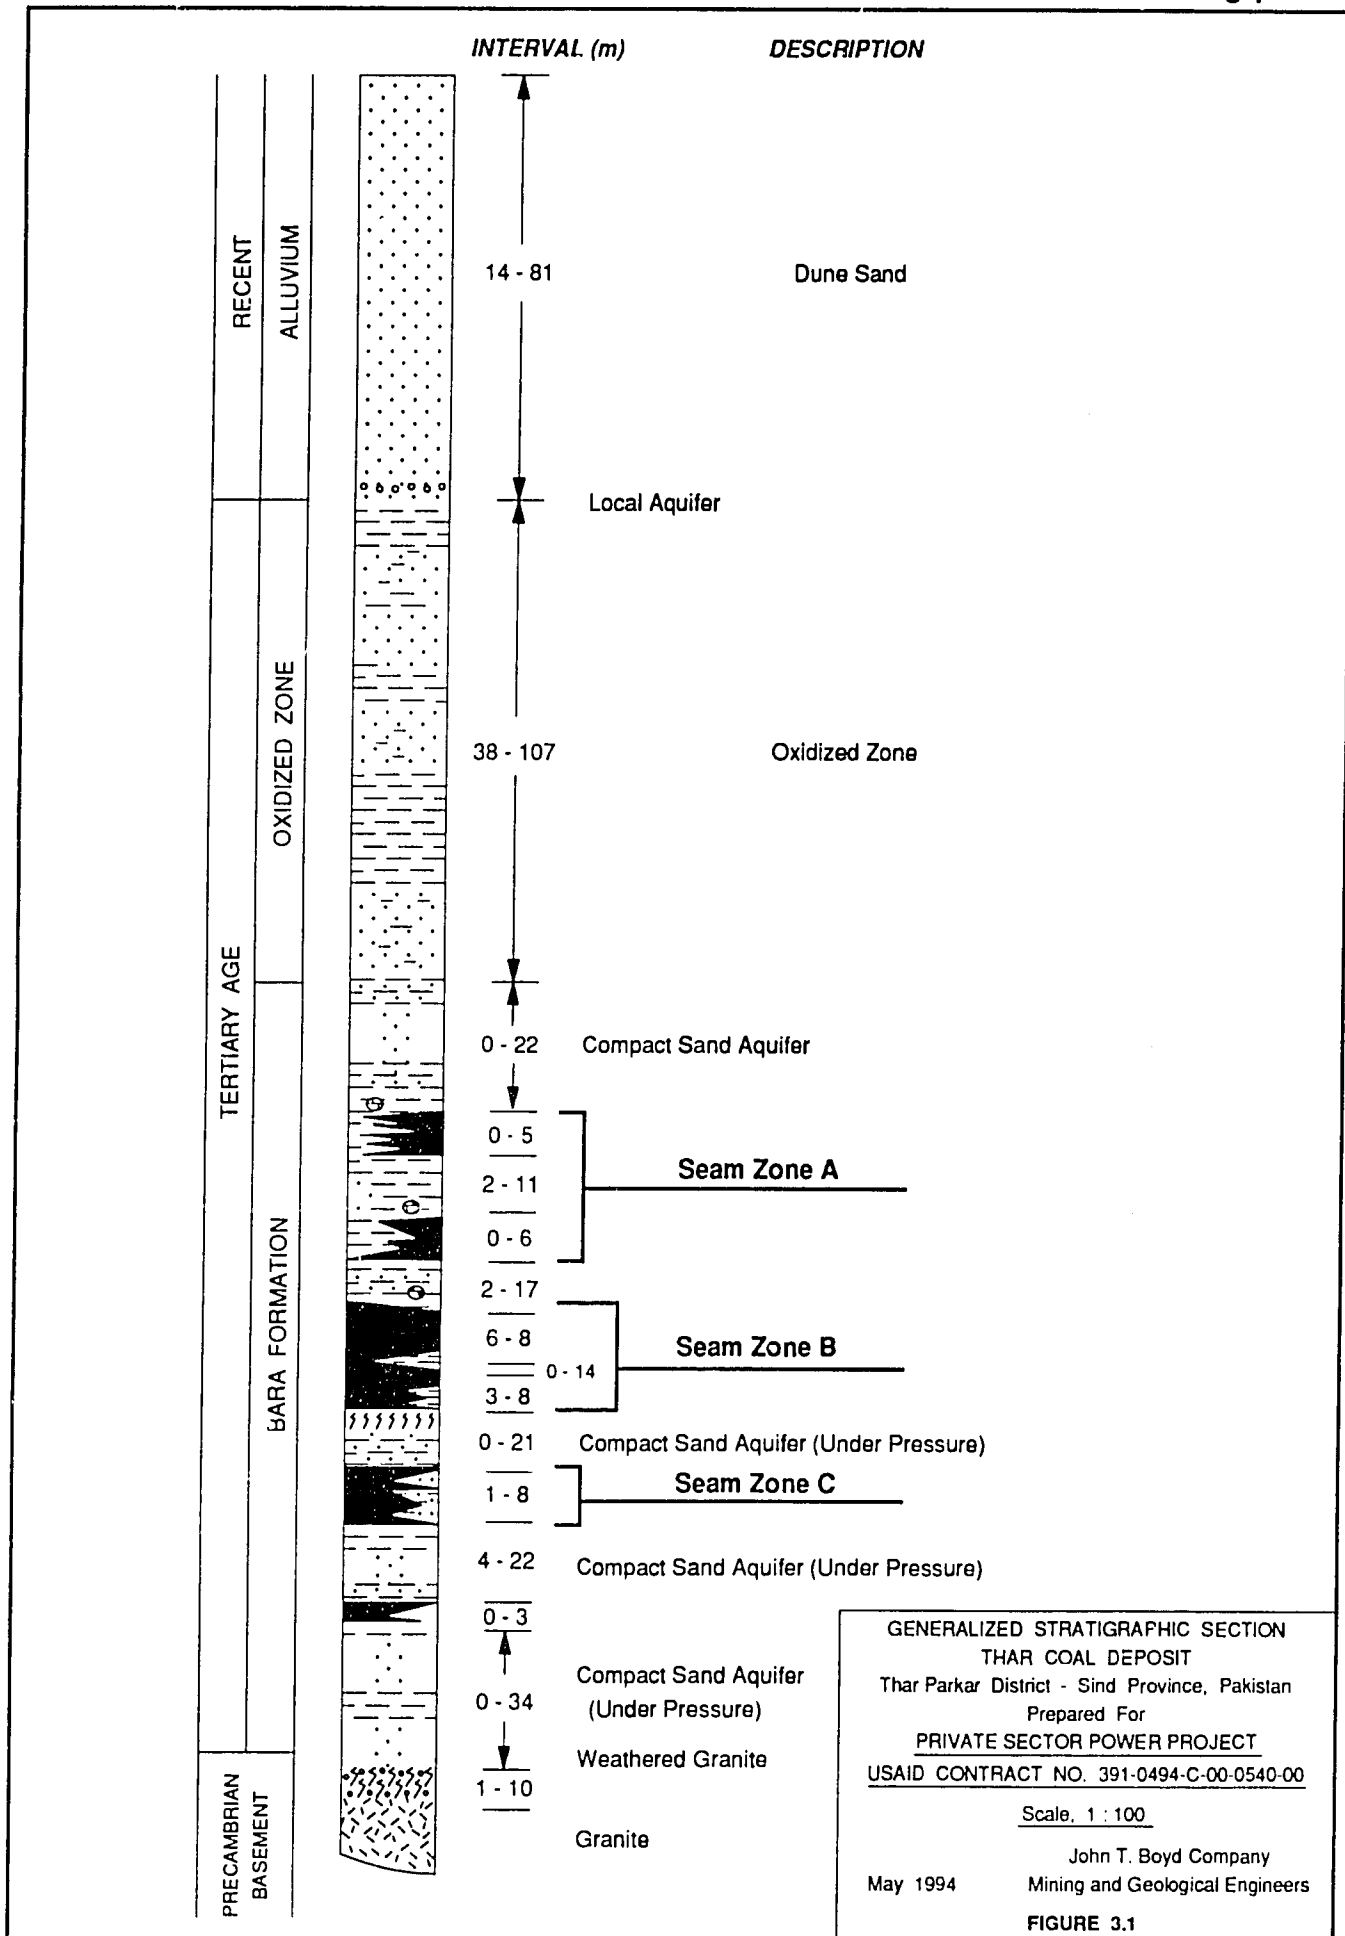 INTERVAL (m)
DESCRIPTION
RECENT
ALLUVIUM
14 - 81
Dune Sand
Local Aquifer
TERTIARY AGE
OXIDIZED ZONE
38 - 107
Oxidized Zone
BARA FORMATION
0 - 22
Compact Sand Aquifer
0 - 5
2 - 11
0 - 6
Seam Zone A
2 - 17
6 - 8
0 - 14
3 - 8
Seam Zone B
0 - 21
Compact Sand Aquifer (Under Pressure)
1 - 8
Seam Zone C
4 - 22
Compact Sand Aquifer (Under Pressure)
0 - 3
0 - 34
Compact Sand Aquifer
(Under Pressure)
Weathered Granite
1 - 10
Granite
PRECAMBRIAN
BASEMENT
GENERALIZED STRATIGRAPHIC SECTION
THAR COAL DEPOSIT
Thar Parkar District - Sind Province, Pakistan
Prepared For
PRIVATE SECTOR POWER PROJECT
USAID CONTRACT NO. 391-0494-C-00-0540-00
Scale, 1 : 100
John T. Boyd Company
May 1994 Mining and Geological Engineers
FIGURE 3.1